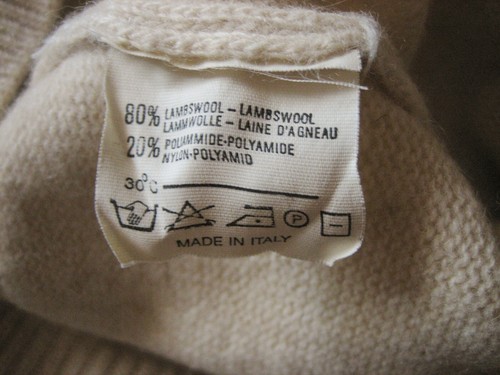 80% LAMBSWOOL - LAMBSWOOL
LAMMWOLLE - LAINE D'AGNEAU
20% POLIAMMIDE-POLYAMIDE
NYLON-POLYAMID
30°C
P
MADE IN ITALY